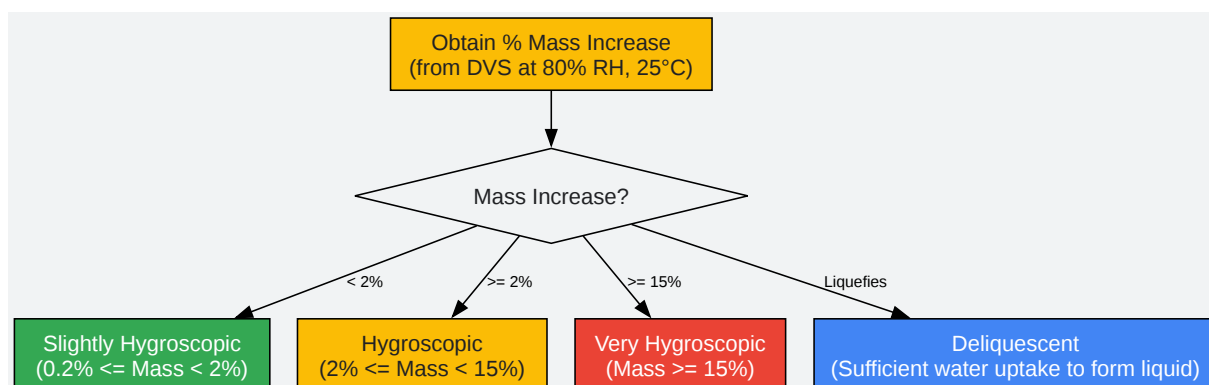 Obtain % Mass Increase
(from DVS at 80% RH, 25°C)
Mass Increase?
< 2%
>= 2%
>= 15%
Liquefies
Slightly Hygroscopic
(0.2% <= Mass < 2%)
Hygroscopic
(2% <= Mass < 15%)
Very Hygroscopic
(Mass >= 15%)
Deliquescent
(Sufficient water uptake to form liquid)